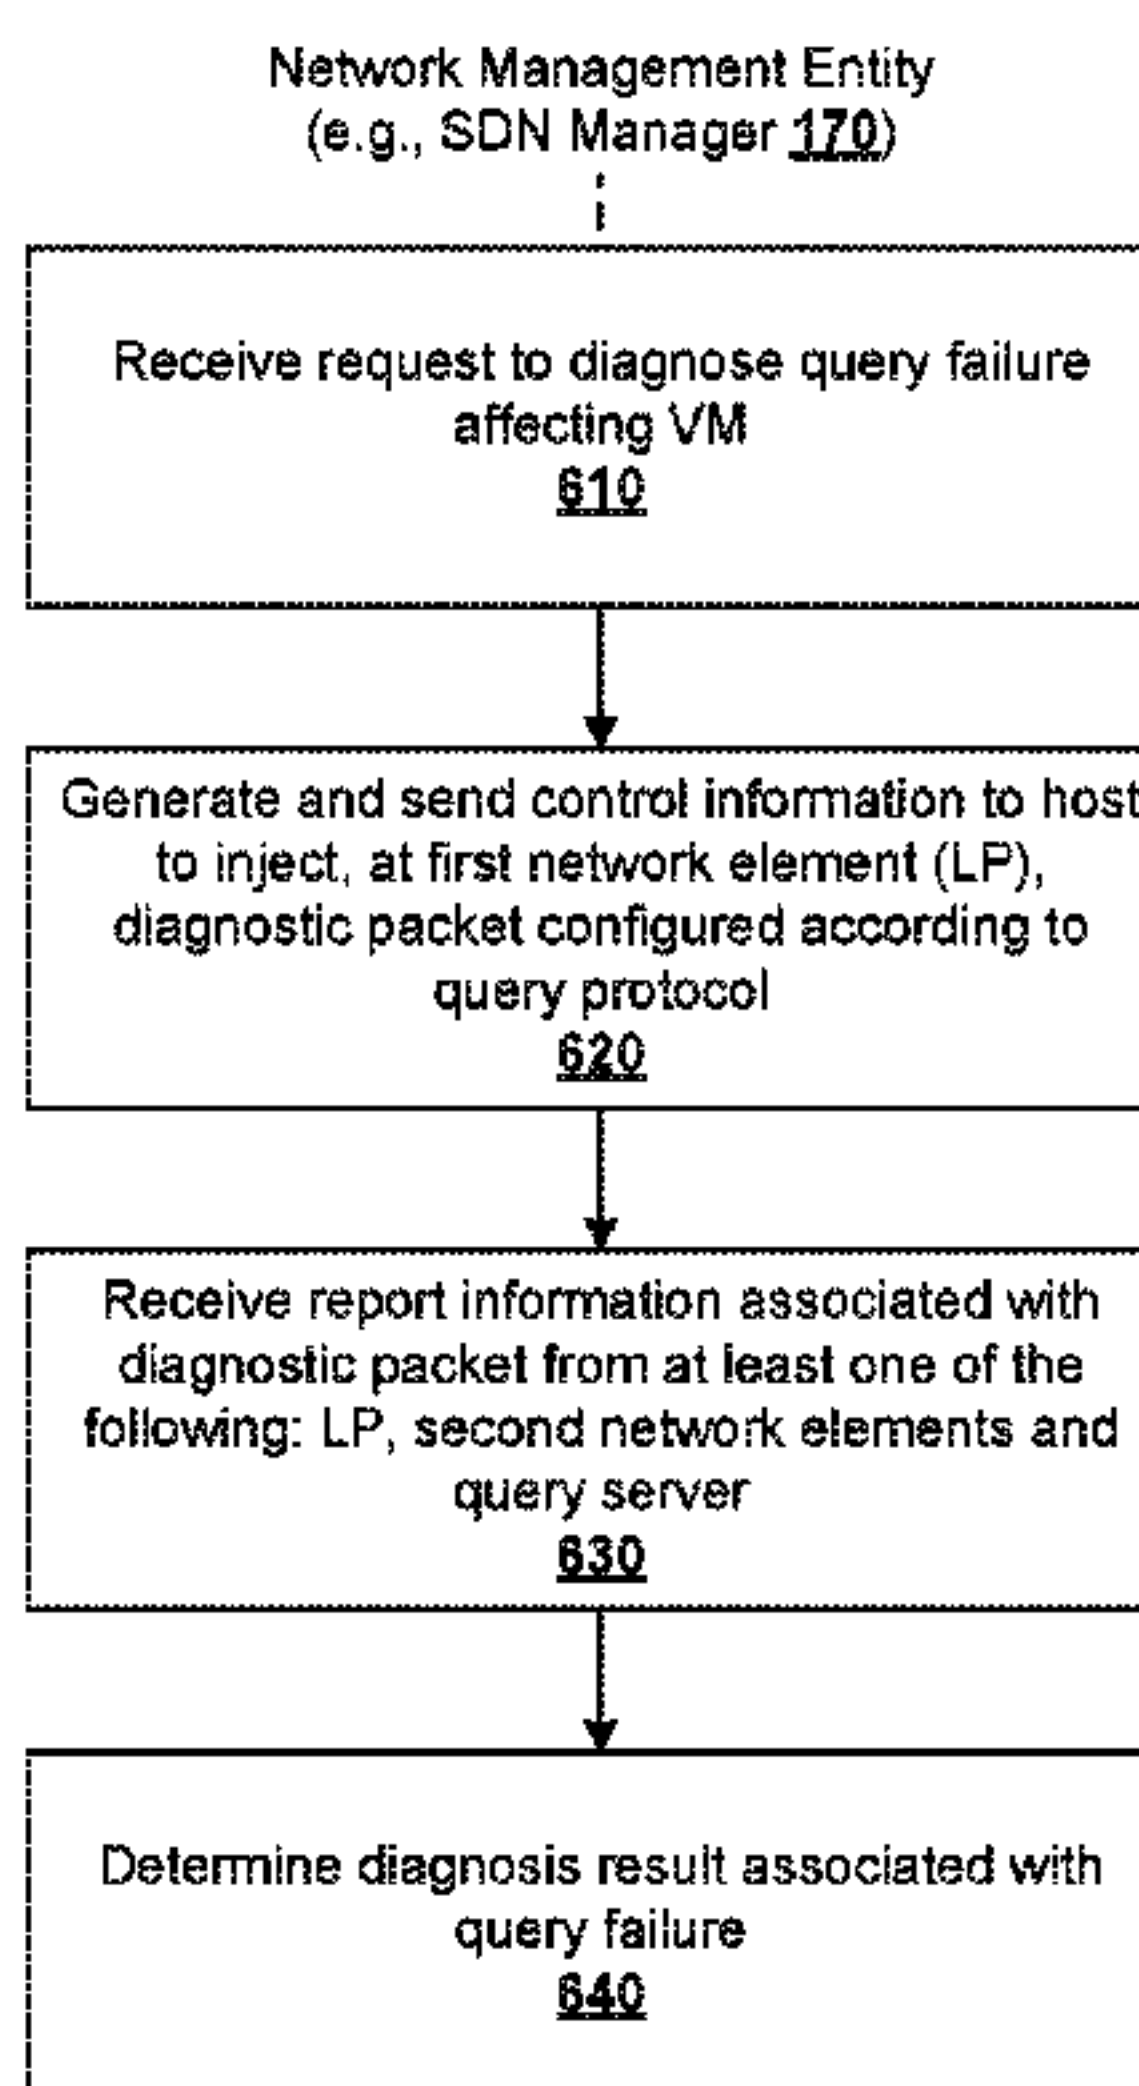 Network Management Entity
(e.g., SDN Manager 170)
Receive request to diagnose query failure
affecting VM
610
Generate and send control information to host
to inject, at first network element (LP),
diagnostic packet configured according to
query protocol
620
Receive report information associated with
diagnostic packet from at least one of the
following: LP, second network elements and
query server
630
Determine diagnosis result associated with
query failure
640